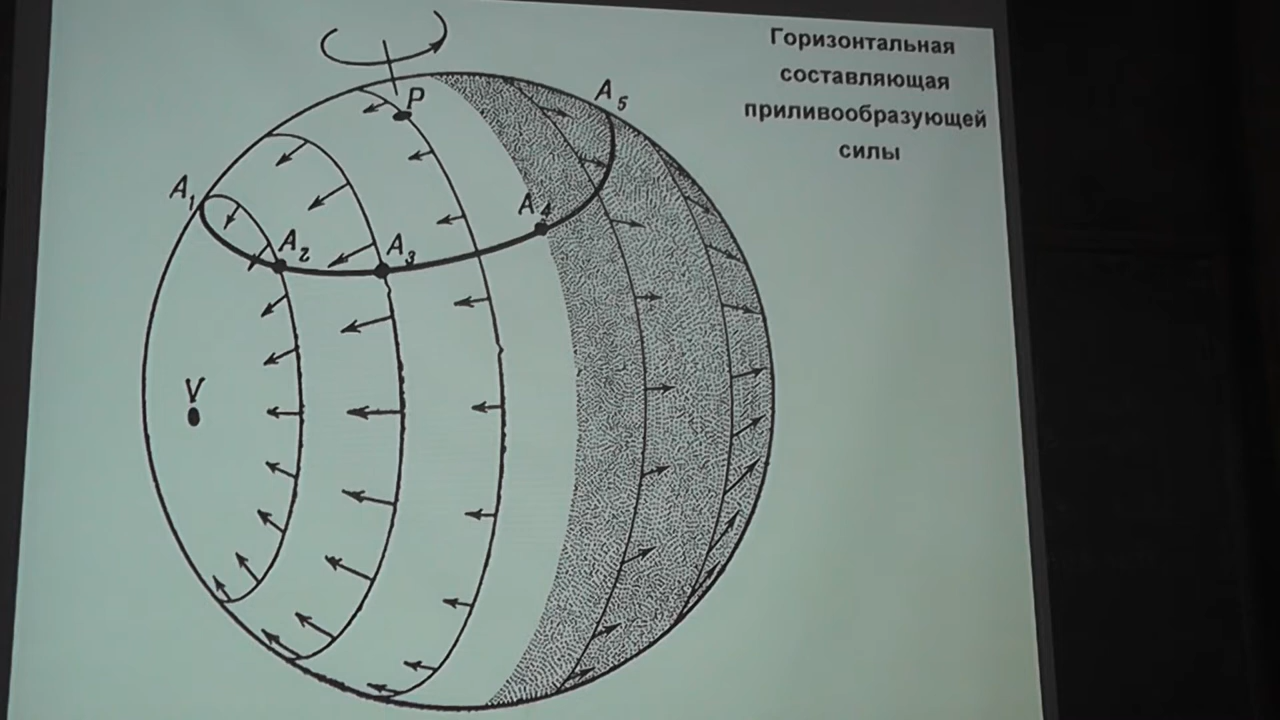 Горизонтальная
составляющая
приливообразующей
силы
P
A5
A1
A4
A2
A3
V